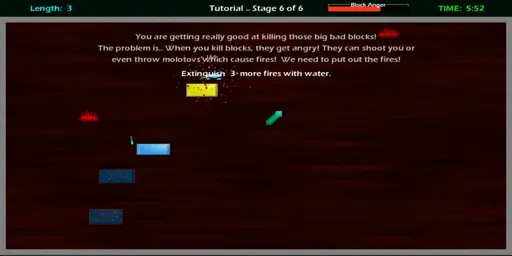 Length: 3
Tutorial .. Stage 6 of 6
Block Anger
TIME: 5:52
You are getting really good at killing those big bad blocks!
The problem is.. When you kill blocks, they get angry! They can shoot you or
even throw molotovs which cause fires! We need to put out the fires!
Extinguish 3 more fires with water.